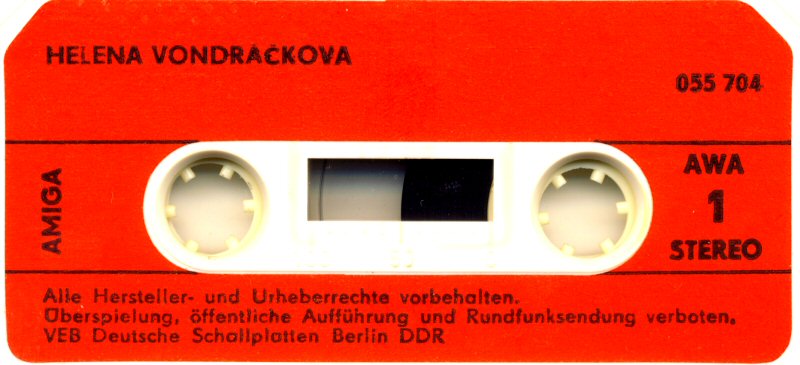 HELENA VONDRÁČKOVA
055 704
AMIGA
AWA
1
STEREO
Alle Hersteller- und Urheberrechte vorbehalten.
Überspielung, öffentliche Aufführung und Rundfunksendung verboten.
VEB Deutsche Schallplatten Berlin DDR